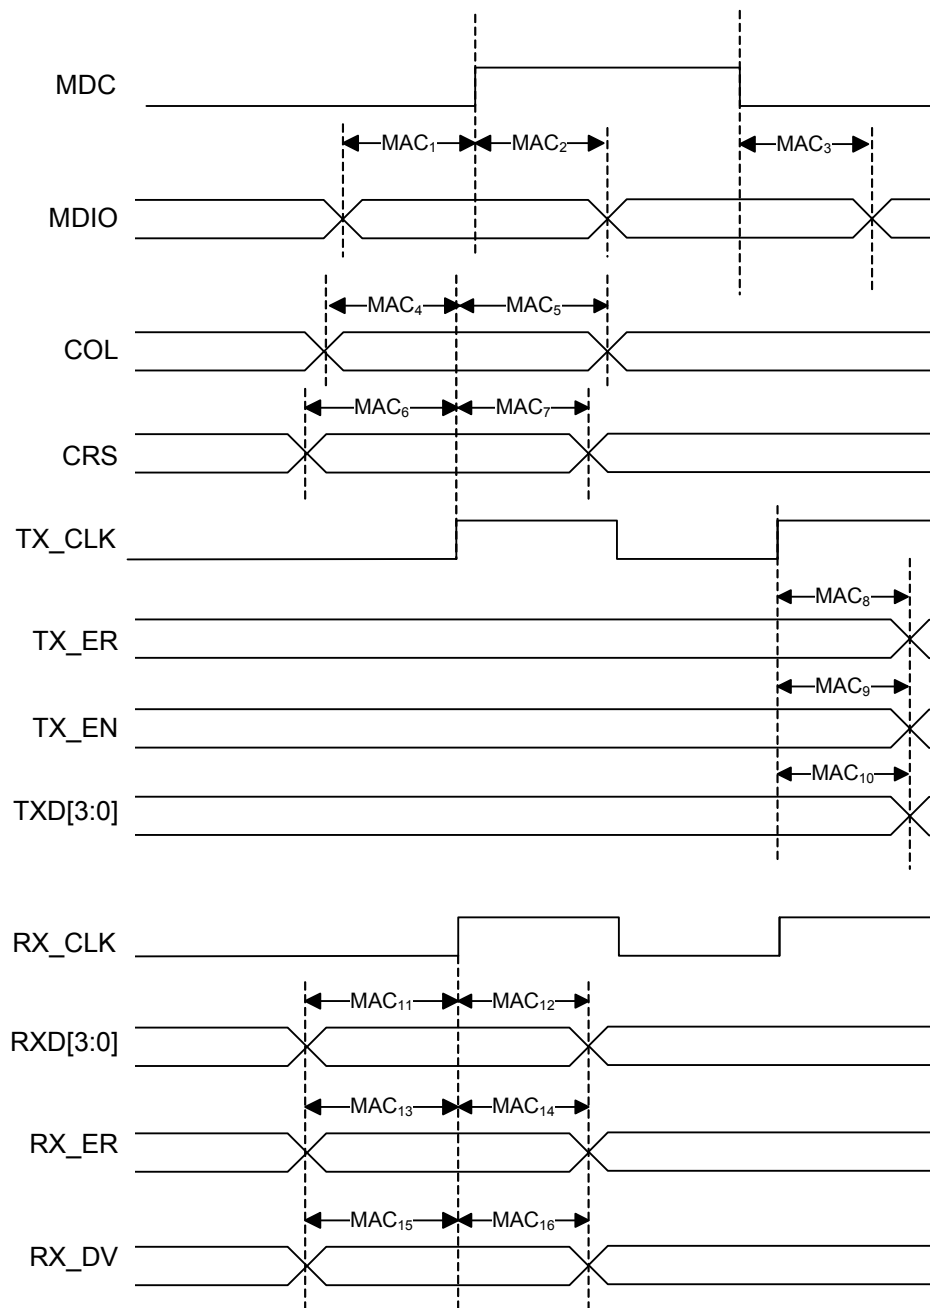 MDC
MAC₁ MAC₂ MAC₃
MDIO
MAC₄ MAC₅
COL
MAC₆ MAC₇
CRS
TX_CLK
MAC₈
TX_ER
MAC₉
TX_EN
MAC₁₀
TXD[3:0]
RX_CLK
MAC₁₁ MAC₁₂
RXD[3:0]
MAC₁₃ MAC₁₄
RX_ER
MAC₁₅ MAC₁₆
RX_DV